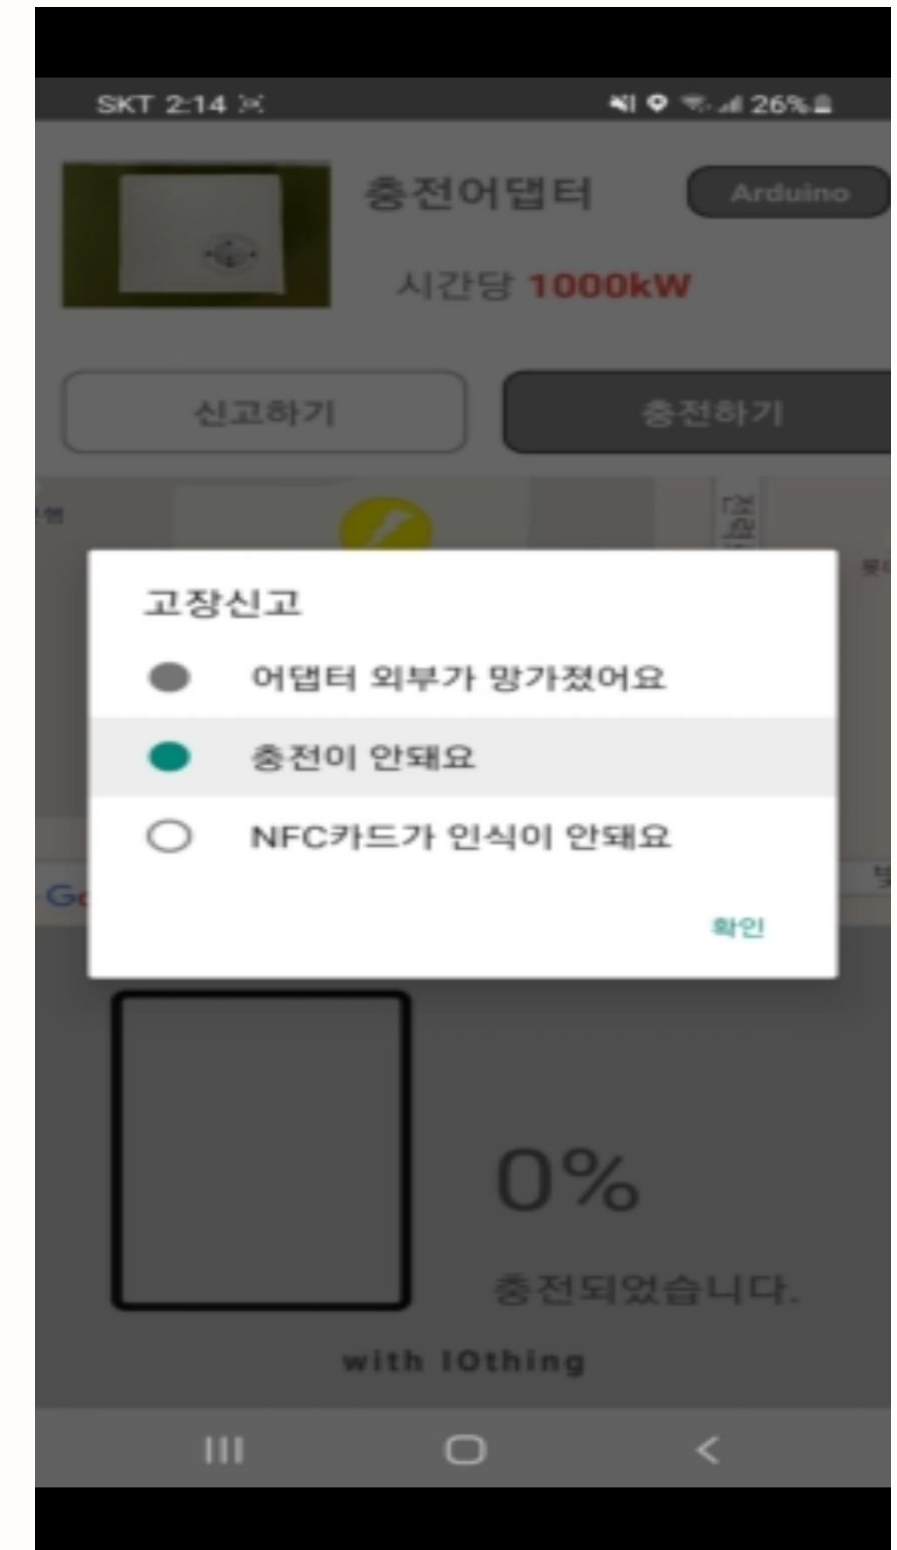 SKT 2:14 26%
충전어댑터 Arduino
시간당 1000kW
신고하기 충전하기
고장신고
어댑터 외부가 망가졌어요
충전이 안돼요
NFC카드가 인식이 안돼요
확인
0%
충전되었습니다.
with IOthing